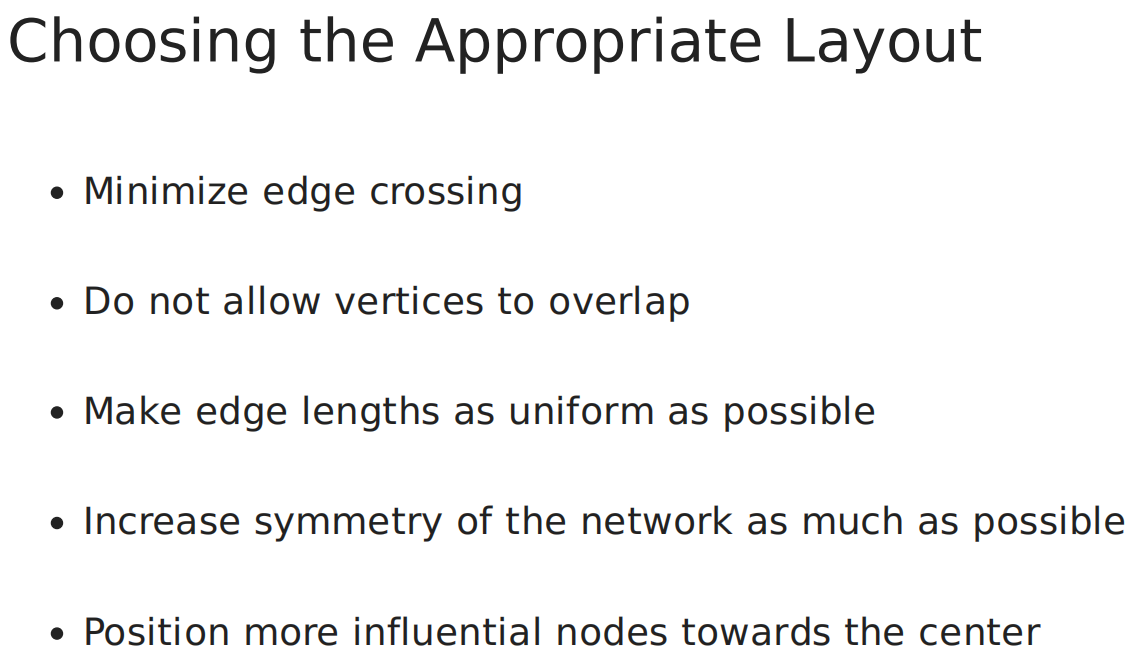 Choosing the Appropriate Layout
• Minimize edge crossing
• Do not allow vertices to overlap
• Make edge lengths as uniform as possible
• Increase symmetry of the network as much as possible
• Position more influential nodes towards the center